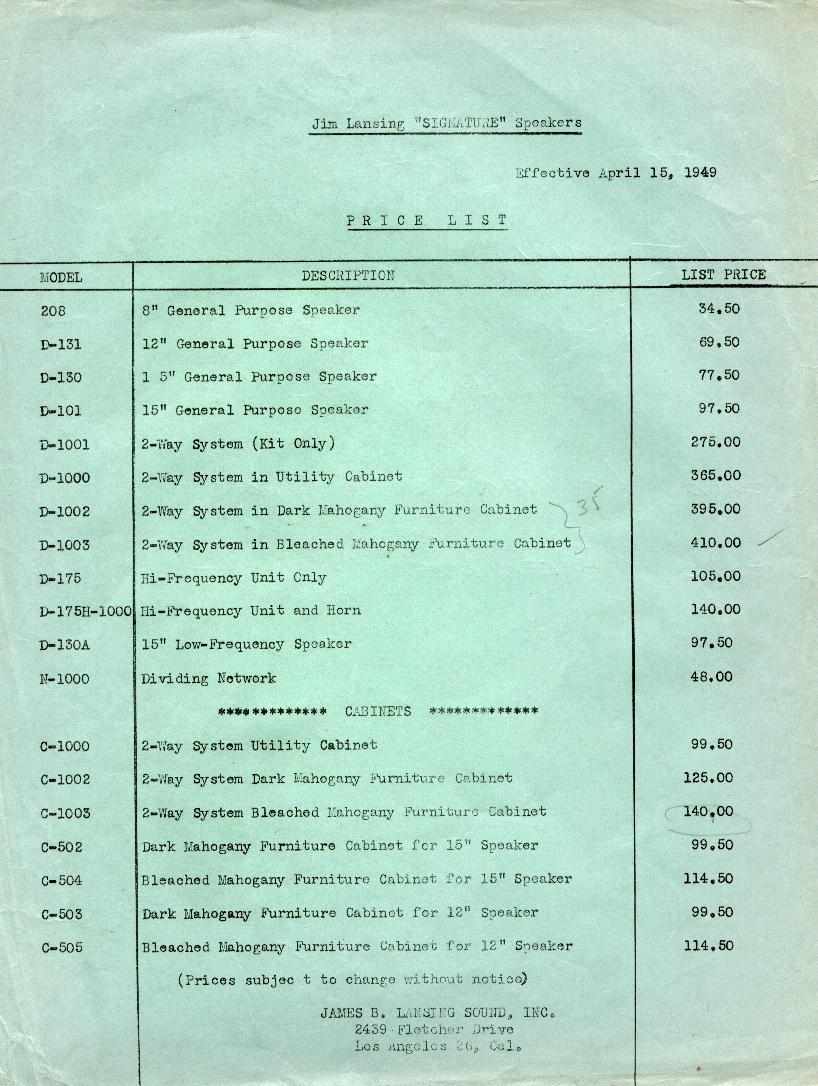 Jim Lansing "SIGNATURE" Speakers
Effective April 15, 1949
PRICE LIST
MODEL DESCRIPTION LIST PRICE
208 8" General Purpose Speaker 34.50
D-131 12" General Purpose Speaker 69.50
D-130 1 5" General Purpose Speaker 77.50
D-101 15" General Purpose Speaker 97.50
D-1001 2-Way System (Kit Only) 275.00
D-1000 2-Way System in Utility Cabinet 365.00
D-1002 2-Way System in Dark Mahogany Furniture Cabinet 35 395.00
D-1003 2-Way System in Bleached Mahogany Furniture Cabinet 410.00
D-175 Hi-Frequency Unit Only 105.00
D-175H-1000 Hi-Frequency Unit and Horn 140.00
D-130A 15" Low-Frequency Speaker 97.50
N-1000 Dividing Network 48.00
************* CABINETS *************
C-1000 2-Way System Utility Cabinet 99.50
C-1002 2-Way System Dark Mahogany Furniture Cabinet 125.00
C-1003 2-Way System Bleached Mahogany Furniture Cabinet 140.00
C-502 Dark Mahogany Furniture Cabinet for 15" Speaker 99.50
C-504 Bleached Mahogany Furniture Cabinet for 15" Speaker 114.50
C-503 Dark Mahogany Furniture Cabinet for 12" Speaker 99.50
C-505 Bleached Mahogany Furniture Cabinet for 12" Speaker 114.50
(Prices subjec t to change without notice)
JAMES B. LANSING SOUND, INC.
2439 Fletcher Drive
Los Angeles 26, Cal.